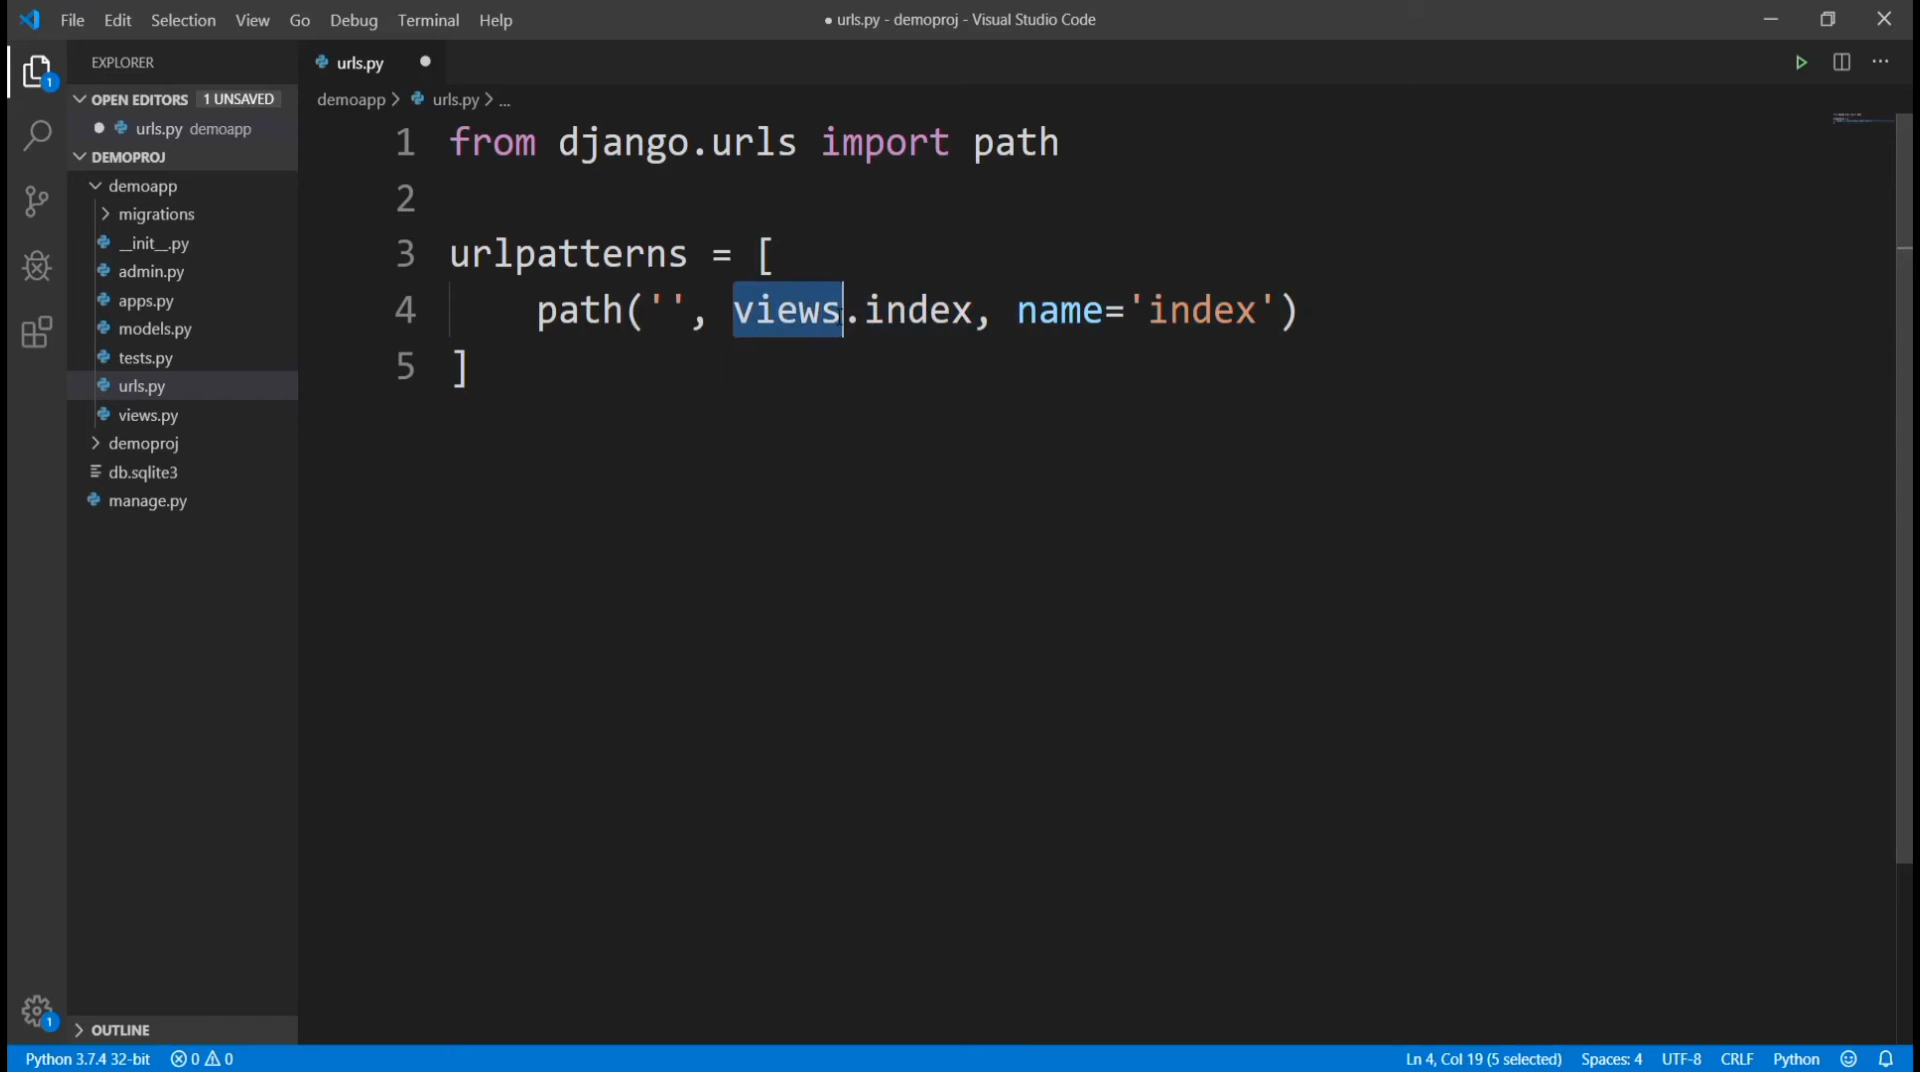 File Edit Selection View Go Debug Terminal Help ● urls.py - demoproj - Visual Studio Code
EXPLORER
OPEN EDITORS 1 UNSAVED
urls.py demoapp
DEMOPROJ
demoapp
migrations
__init__.py
admin.py
apps.py
models.py
tests.py
urls.py
views.py
demoproj
db.sqlite3
manage.py
OUTLINE
1
1
urls.py
demoapp > urls.py > ...
1 from django.urls import path
2
3 urlpatterns = [
4 path('', views.index, name='index')
5 ]
Python 3.7.4 32-bit 0 0 Ln 4, Col 19 (5 selected) Spaces: 4 UTF-8 CRLF Python